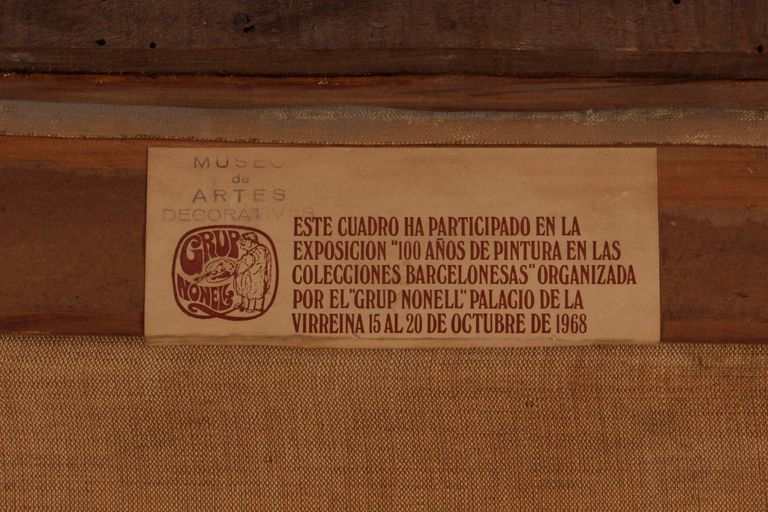 MUSEO
de
ARTES
DECORATIVES
GRUP
NONELL
ESTE CUADRO HA PARTICIPADO EN LA
EXPOSICION "100 AÑOS DE PINTURA EN LAS
COLECCIONES BARCELONESAS" ORGANIZADA
POR EL "GRUP NONELL" PALACIO DE LA
VIRREINA 15 AL 20 DE OCTUBRE DE 1968